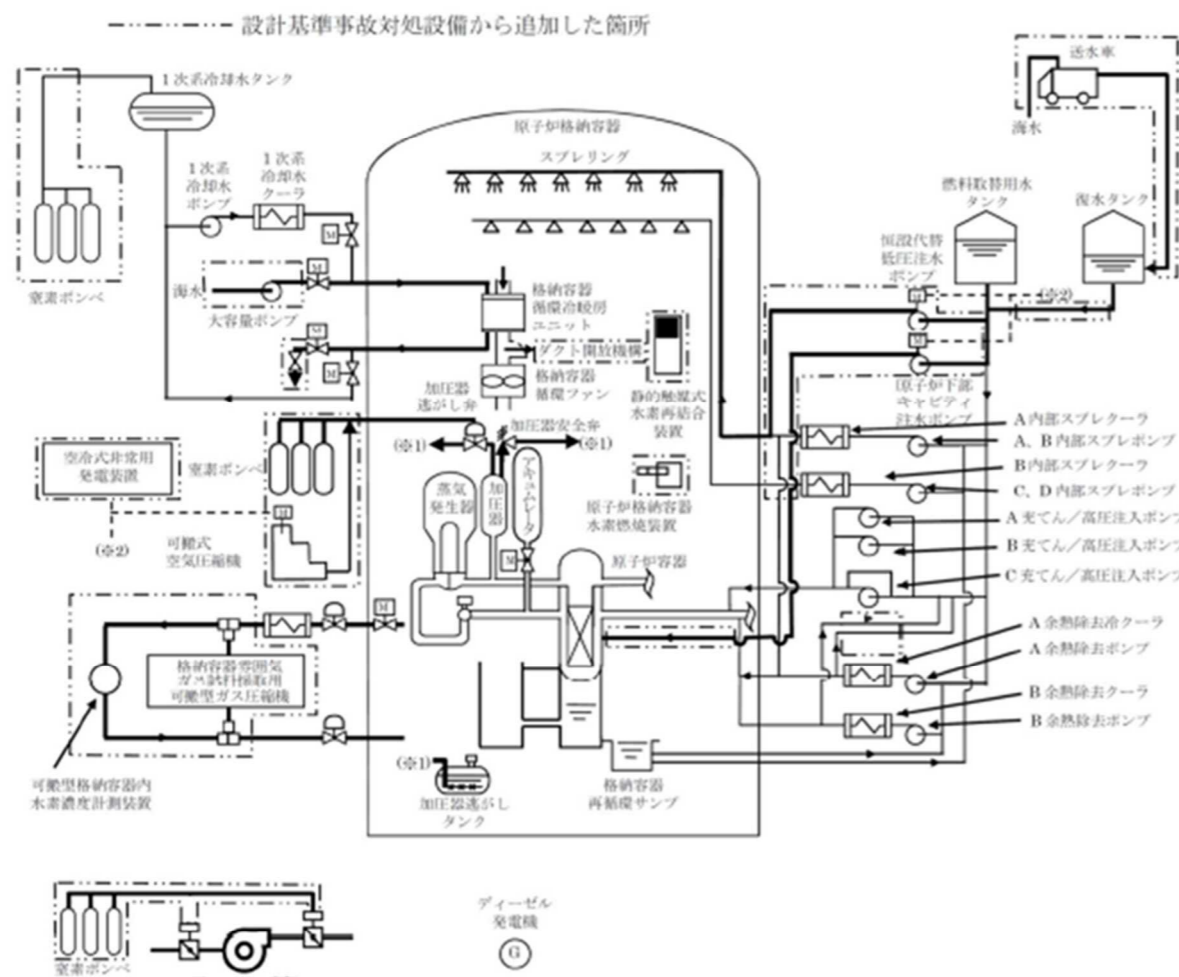 設計基準事故対処設備から追加した箇所
1次系冷却水タンク
窒素ボンベ
1次系
冷却水
ポンプ
1次系
冷却水
クーラ
M
海水
大容量ポンプ
M
M
M
原子炉格納容器
スプレリング
格納容器
循環冷暖房
ユニット
ダクト開放機構
格納容器
循環ファン
静的触媒式
水素再結合
装置
原子炉格納容器
水素燃焼装置
送水車
海水
燃料取替用水
タンク
復水タンク
恒設代替
低圧注水
ポンプ
M
(※2)
M
原子炉下部
キャビティ
注水ポンプ
A内部スプレクーラ
A、B内部スプレポンプ
B内部スプレクーラ
C、D内部スプレポンプ
A充てん/高圧注入ポンプ
B充てん/高圧注入ポンプ
C充てん/高圧注入ポンプ
A余熱除去冷クーラ
A余熱除去ポンプ
B余熱除去クーラ
B余熱除去ポンプ
加圧器
逃がし弁
加圧器安全弁
(※1)
(※1)
空冷式非常用
発電装置
(※2)
窒素ボンベ
可搬式
空気圧縮機
蒸気
発生器
加圧器
アキュムレータ
M
原子炉容器
M
格納容器雰囲気
ガス試料採取用
可搬型ガス圧縮機
可搬型格納容器内
水素濃度計測装置
(※1)
加圧器逃がし
タンク
格納容器
再循環サンプ
窒素ボンベ
ディーゼル
発電機
G